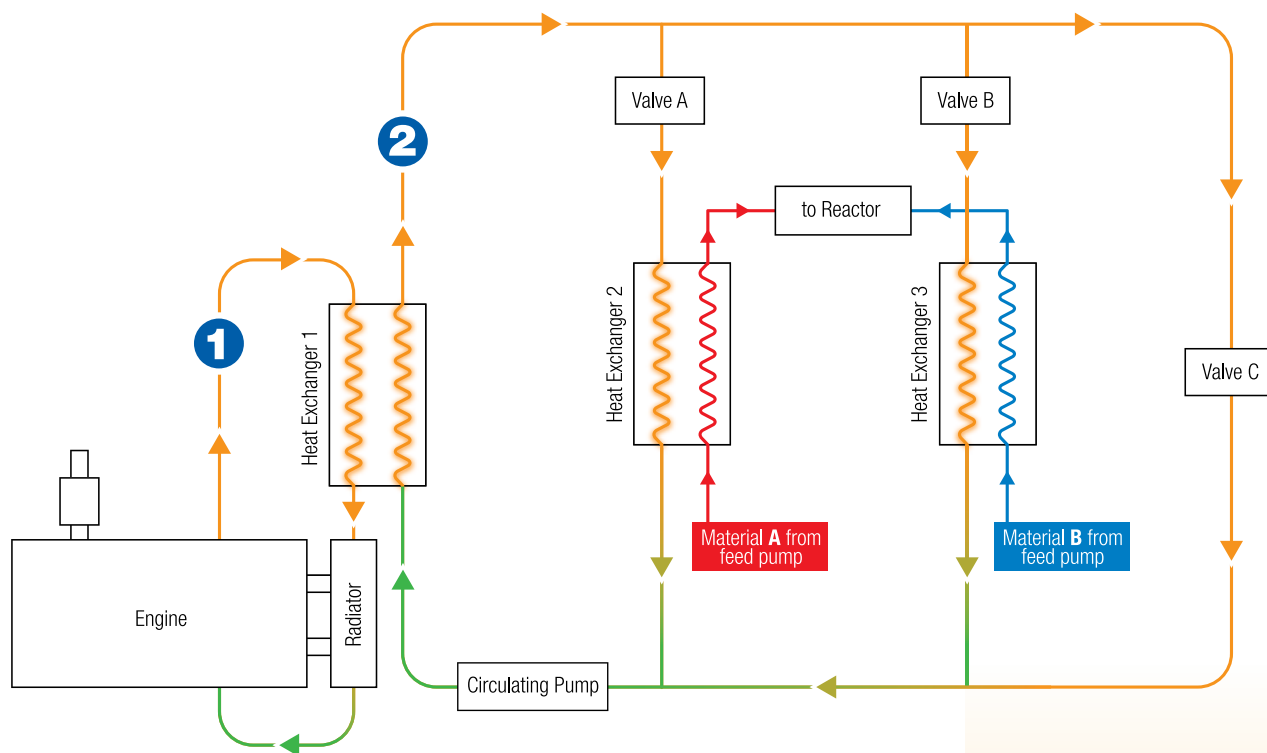 2
Valve A
Valve B
to Reactor
1
Heat Exchanger 1
Heat Exchanger 2
Heat Exchanger 3
Valve C
Material A from
feed pump
Material B from
feed pump
Engine
Radiator
Circulating Pump